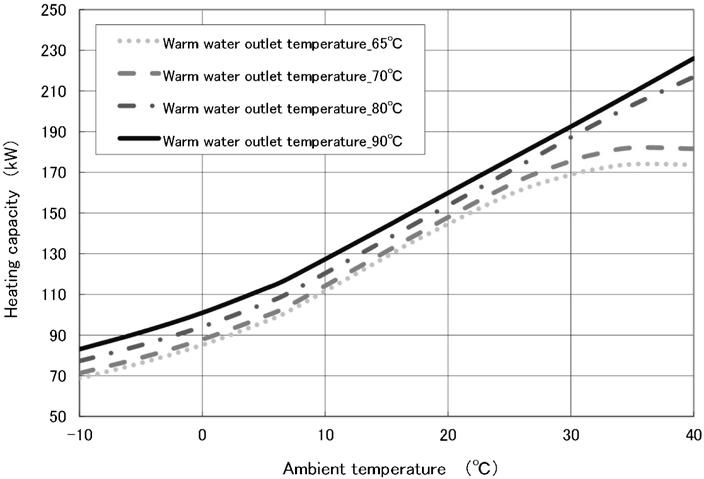 250
230
210
190
170
150
130
110
90
70
50
Heating capacity (kW)
Warm water outlet temperature_65℃
Warm water outlet temperature_70℃
Warm water outlet temperature_80℃
Warm water outlet temperature_90℃
-10 0 10 20 30 40
Ambient temperature (℃)